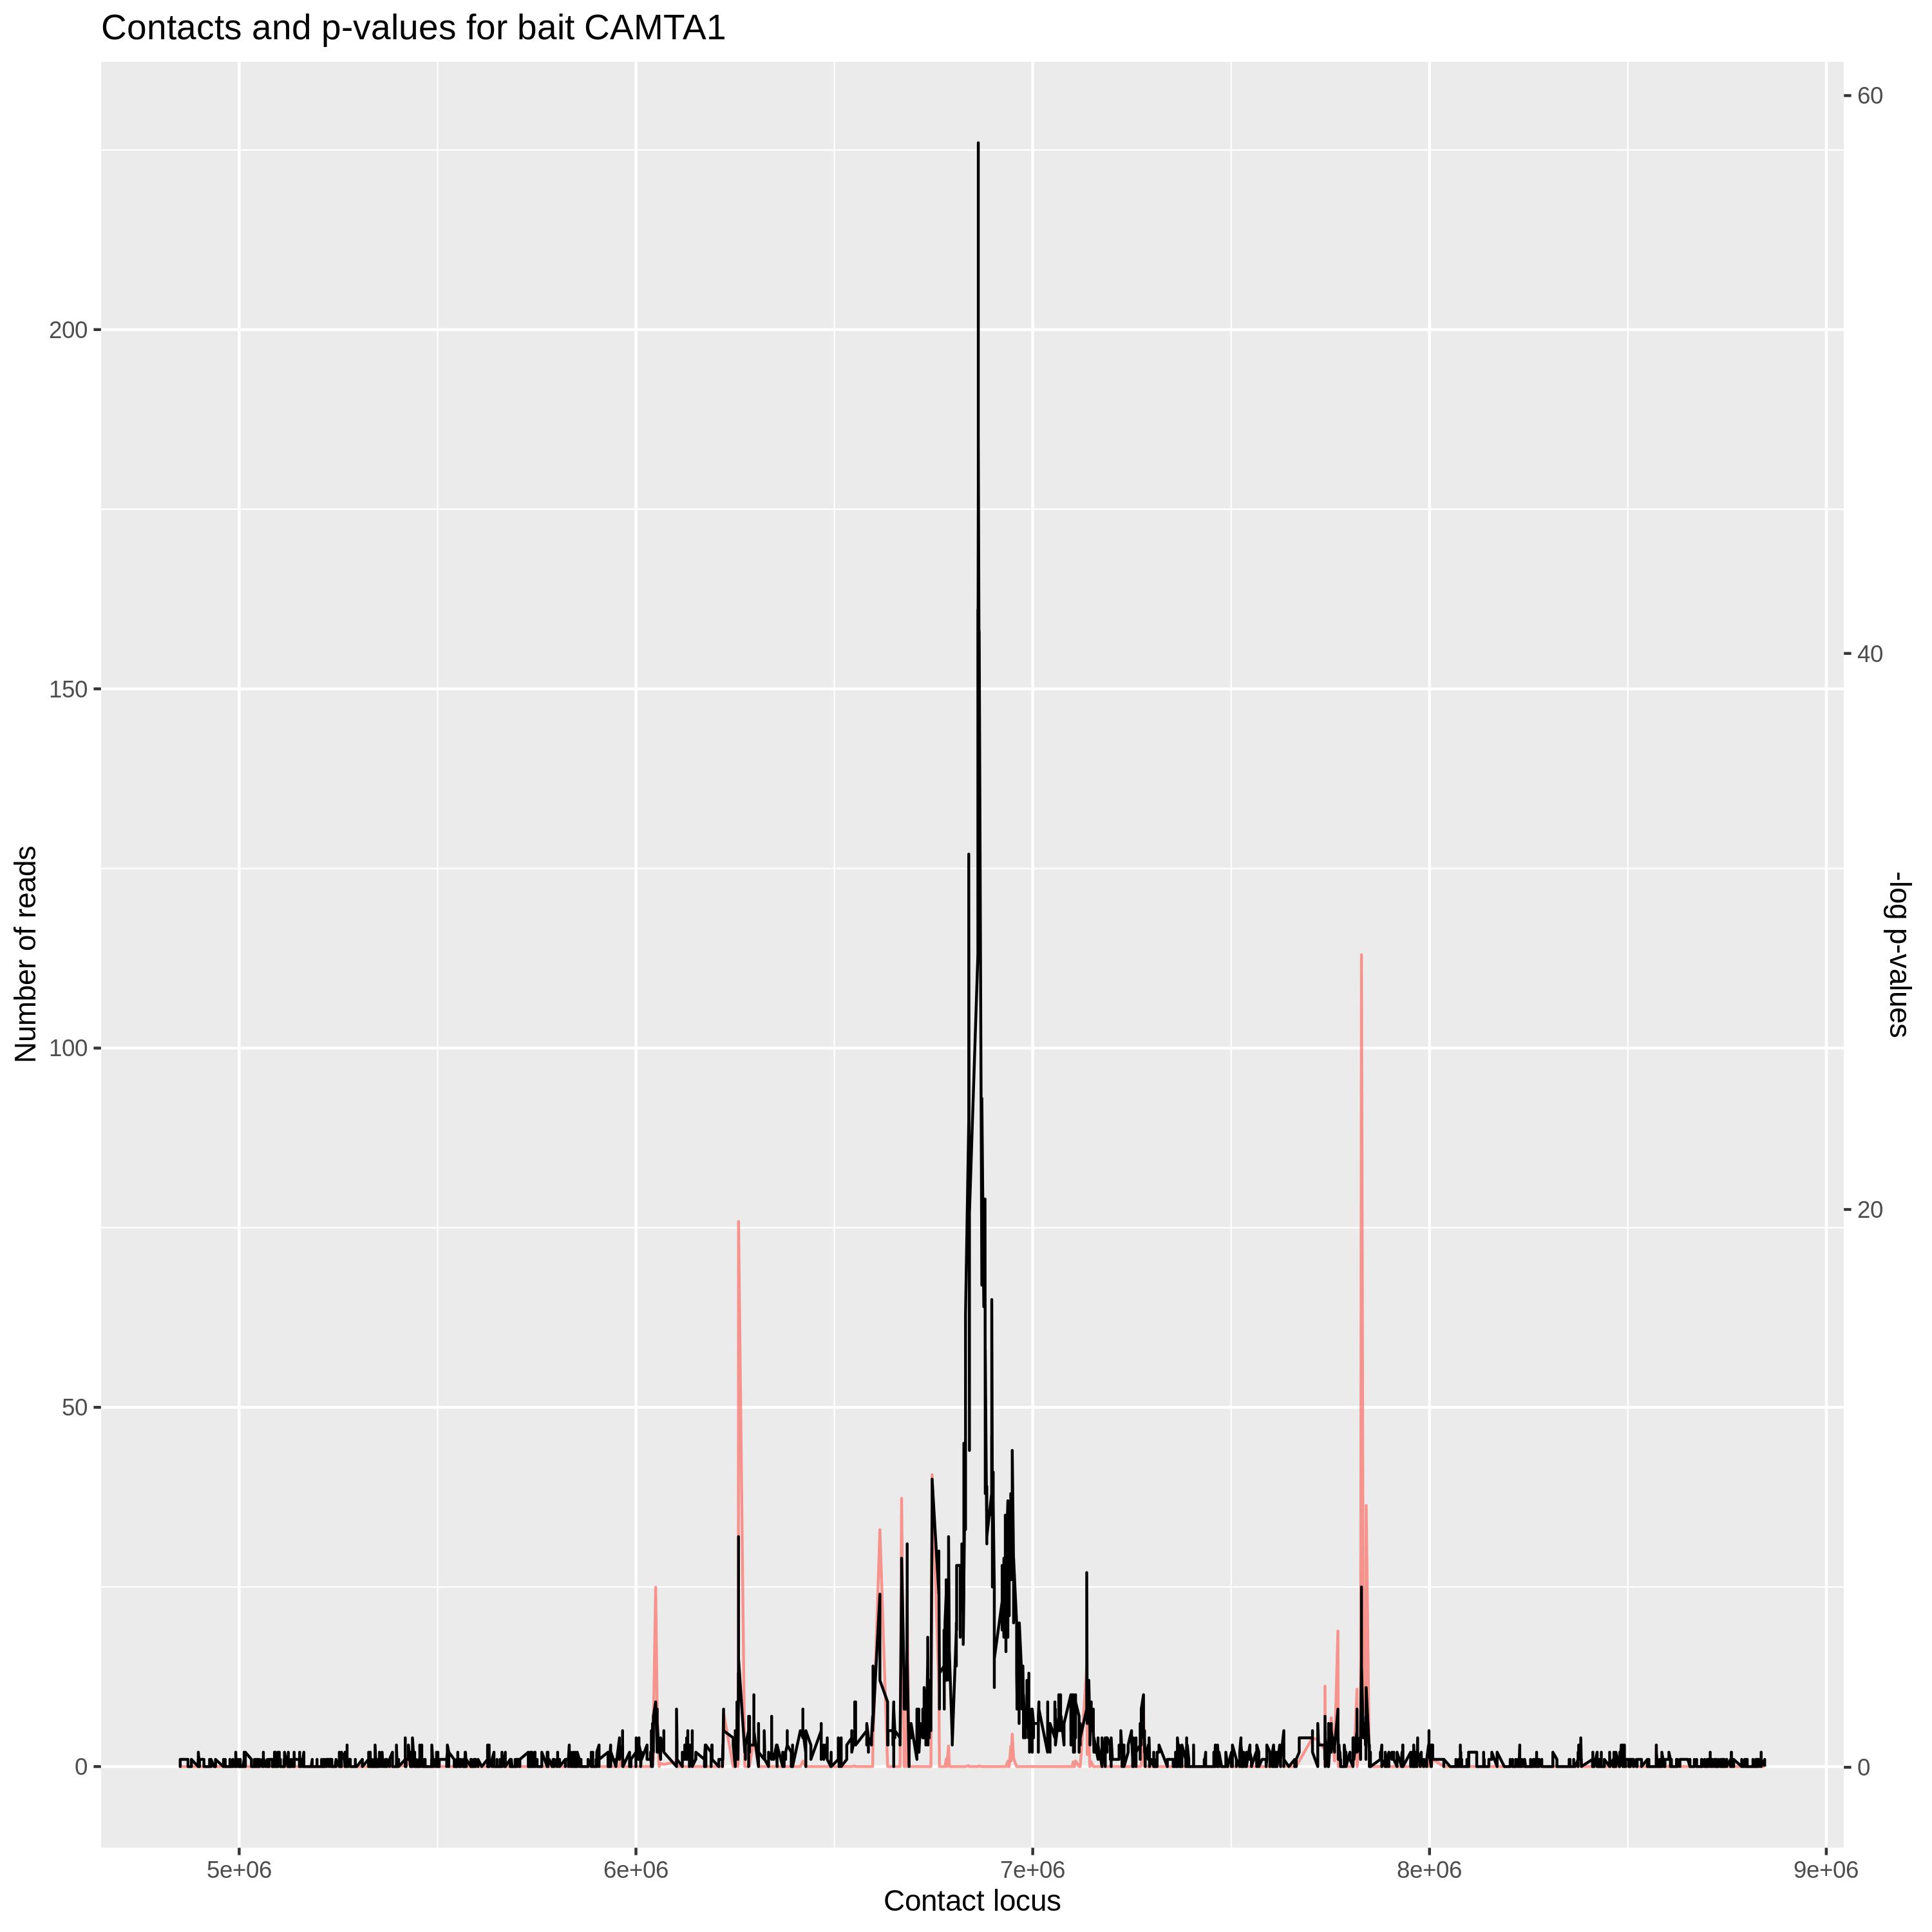 Contacts and p-values for bait CAMTA1
60
200
40
150
Number of reads
-log p-values
100
20
50
0
0
5e+06
6e+06
7e+06
8e+06
9e+06
Contact locus